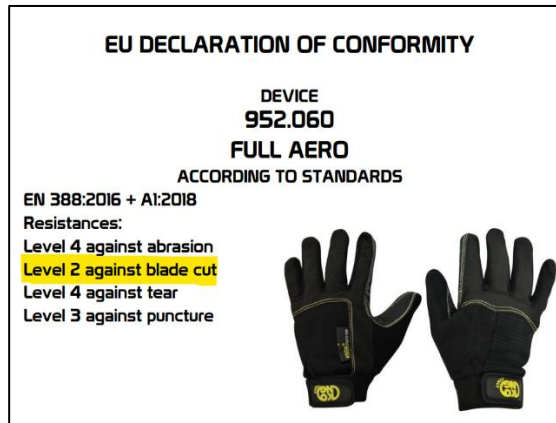 EU DECLARATION OF CONFORMITY
DEVICE
952.060
FULL AERO
ACCORDING TO STANDARDS
EN 388:2016 + A1:2018
Resistances:
Level 4 against abrasion
Level 2 against blade cut
Level 4 against tear
Level 3 against puncture